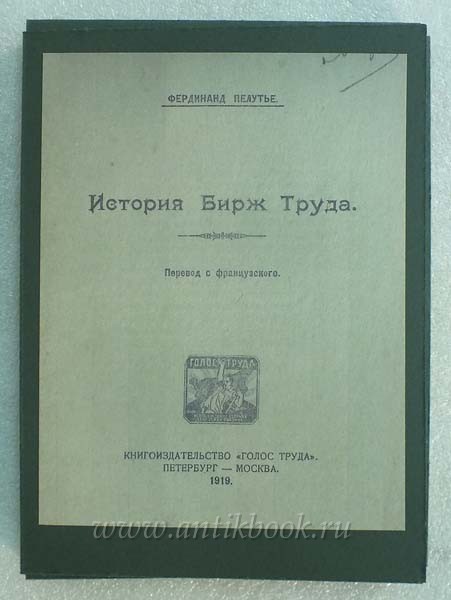 ФЕРДИНАНД ПЕЛУТЬЕ.
История Бирж Труда.
Перевод с французского.
ГОЛОС ТРУДА
КНИГОИЗДАТЕЛЬСТВО «ГОЛОС ТРУДА».
ПЕТЕРБУРГ — МОСКВА.
1919.
www.antikbook.ru